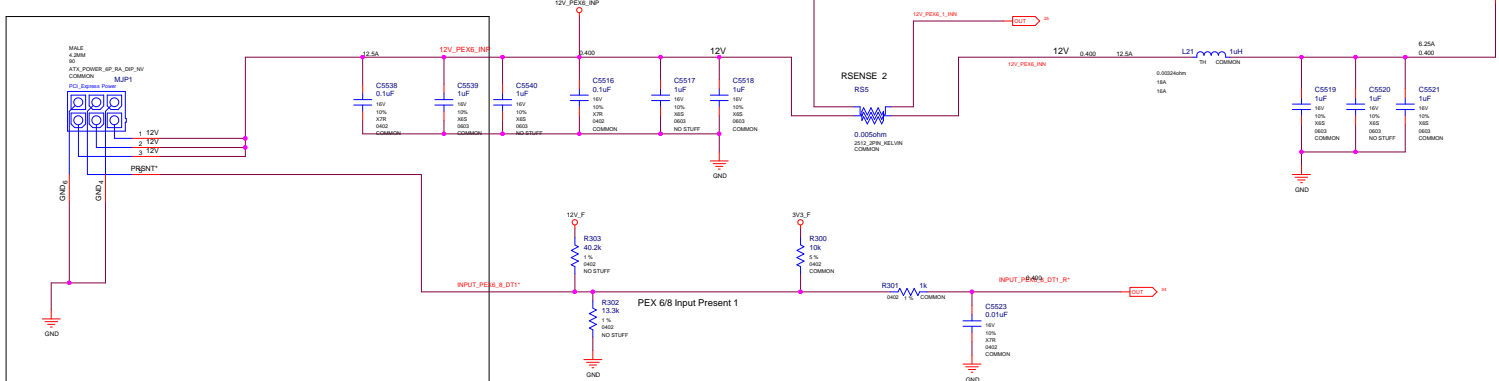 12V_PEX6_INP
12V_PEX6_1_INN
OUT
MALE
4.2MM
90
ATX_POWER_6P_RA_DIP_NV
COMMON
MJP1
PCI_Express Power
12.5A
12V_PEX6_INP
0.400
12V
C5538
0.1uF
16V
10%
X7R
0402
COMMON
C5539
1uF
16V
10%
X6S
0603
COMMON
C5540
1uF
16V
10%
X6S
0603
NO STUFF
C5516
0.1uF
16V
10%
X7R
0402
COMMON
C5517
1uF
16V
10%
X6S
0603
NO STUFF
C5518
1uF
16V
10%
X6S
0603
COMMON
GND
RSENSE 2
RS5
0.005ohm
2512_2PIN_KELVIN
COMMON
12V
0.400
12.5A
12V_PEX6_INN
L21
1uH
TH
COMMON
0.00324ohm
18A
16A
6.25A
0.400
C5519
1uF
16V
10%
X6S
0603
COMMON
C5520
1uF
16V
10%
X6S
0603
NO STUFF
C5521
1uF
16V
10%
X6S
0603
COMMON
GND
1 12V
2 12V
3 12V
PRSNT*
GND 6
GND 4
GND
12V_F
R303
40.2k
1 %
0402
NO STUFF
3V3_F
R300
10k
5 %
0402
COMMON
INPUT_PEX6_8_DT1*
R302
13.3k
1 %
0402
NO STUFF
GND
PEX 6/8 Input Present 1
R301
1k
0402
1 %
COMMON
0.400
OUT
C5523
0.01uF
16V
10%
X7R
0402
COMMON
GND